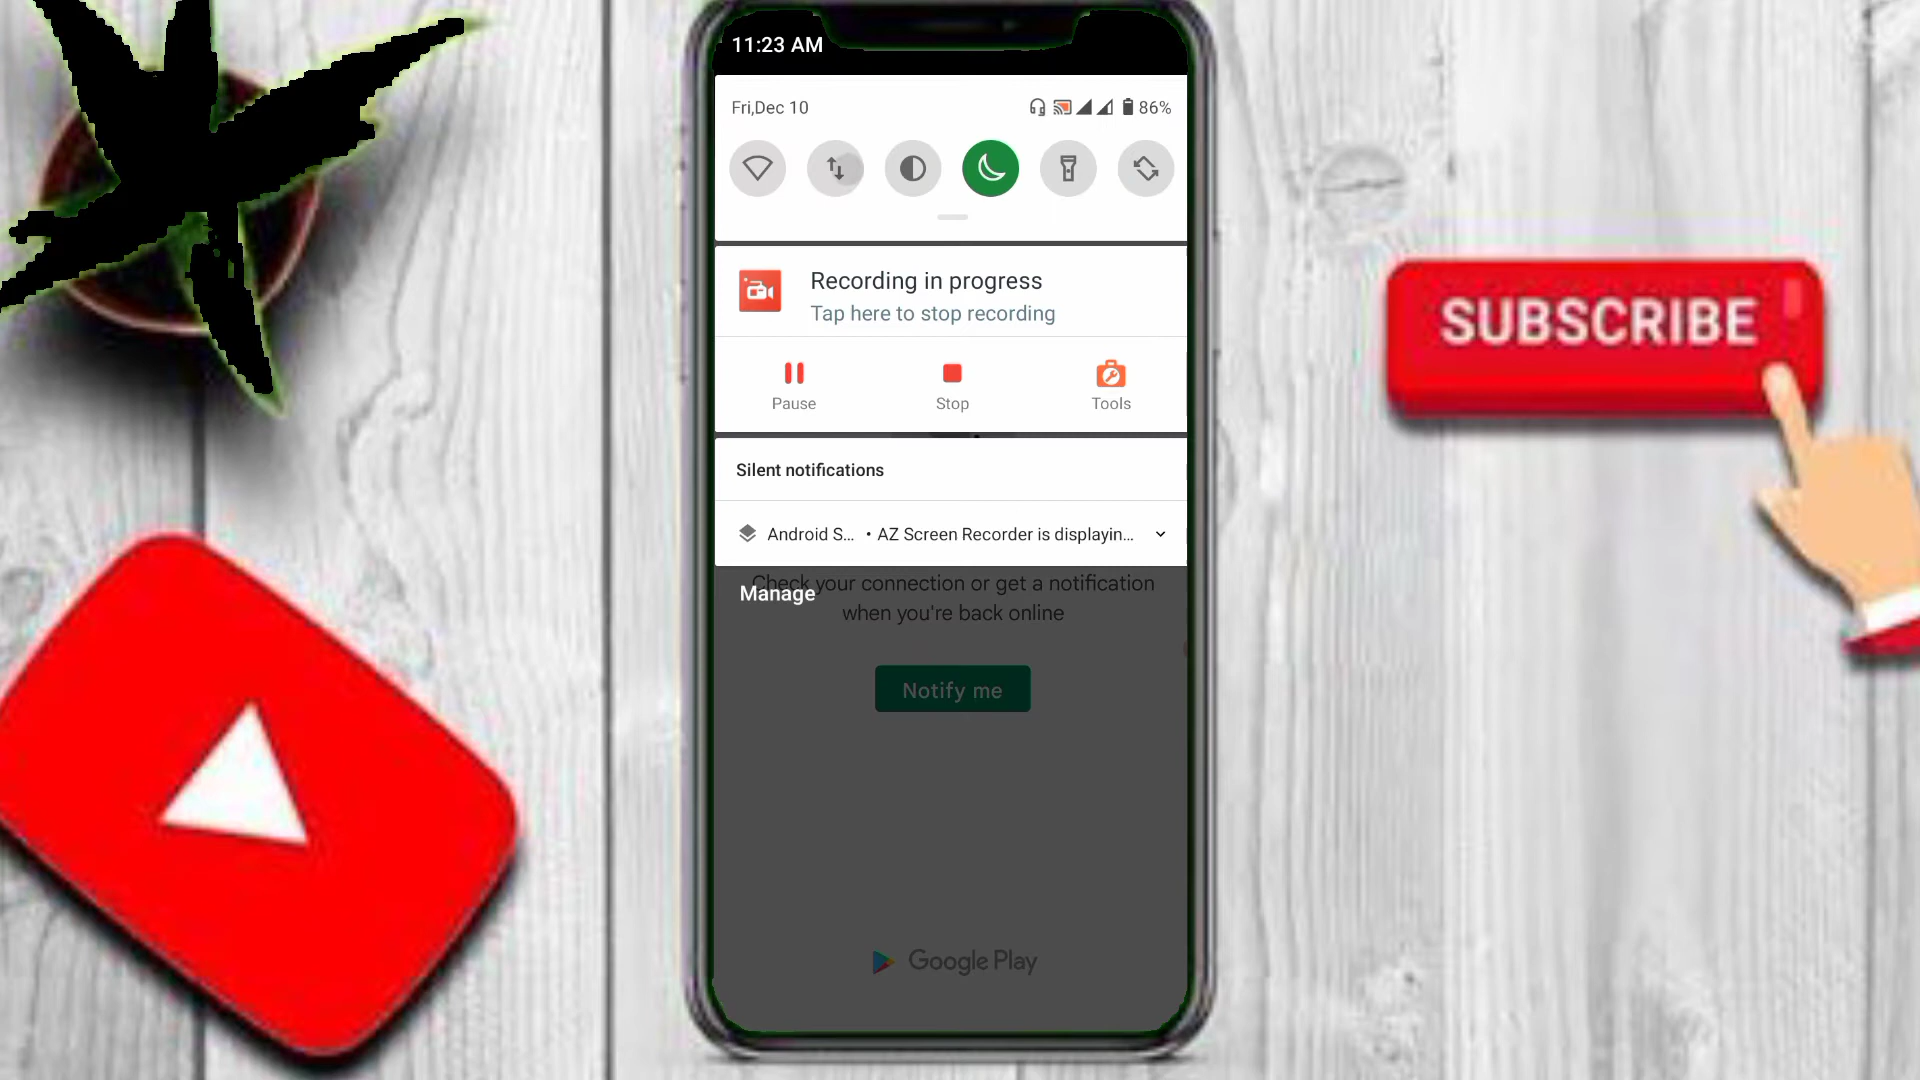 11:23 AM
Fri,Dec 10
86%
Recording in progress
Tap here to stop recording
Pause
Stop
Tools
Silent notifications
Android S... • AZ Screen Recorder is displayin...
Check your connection or get a notification
Manage
when you're back online
Notify me
Google Play
SUBSCRIBE